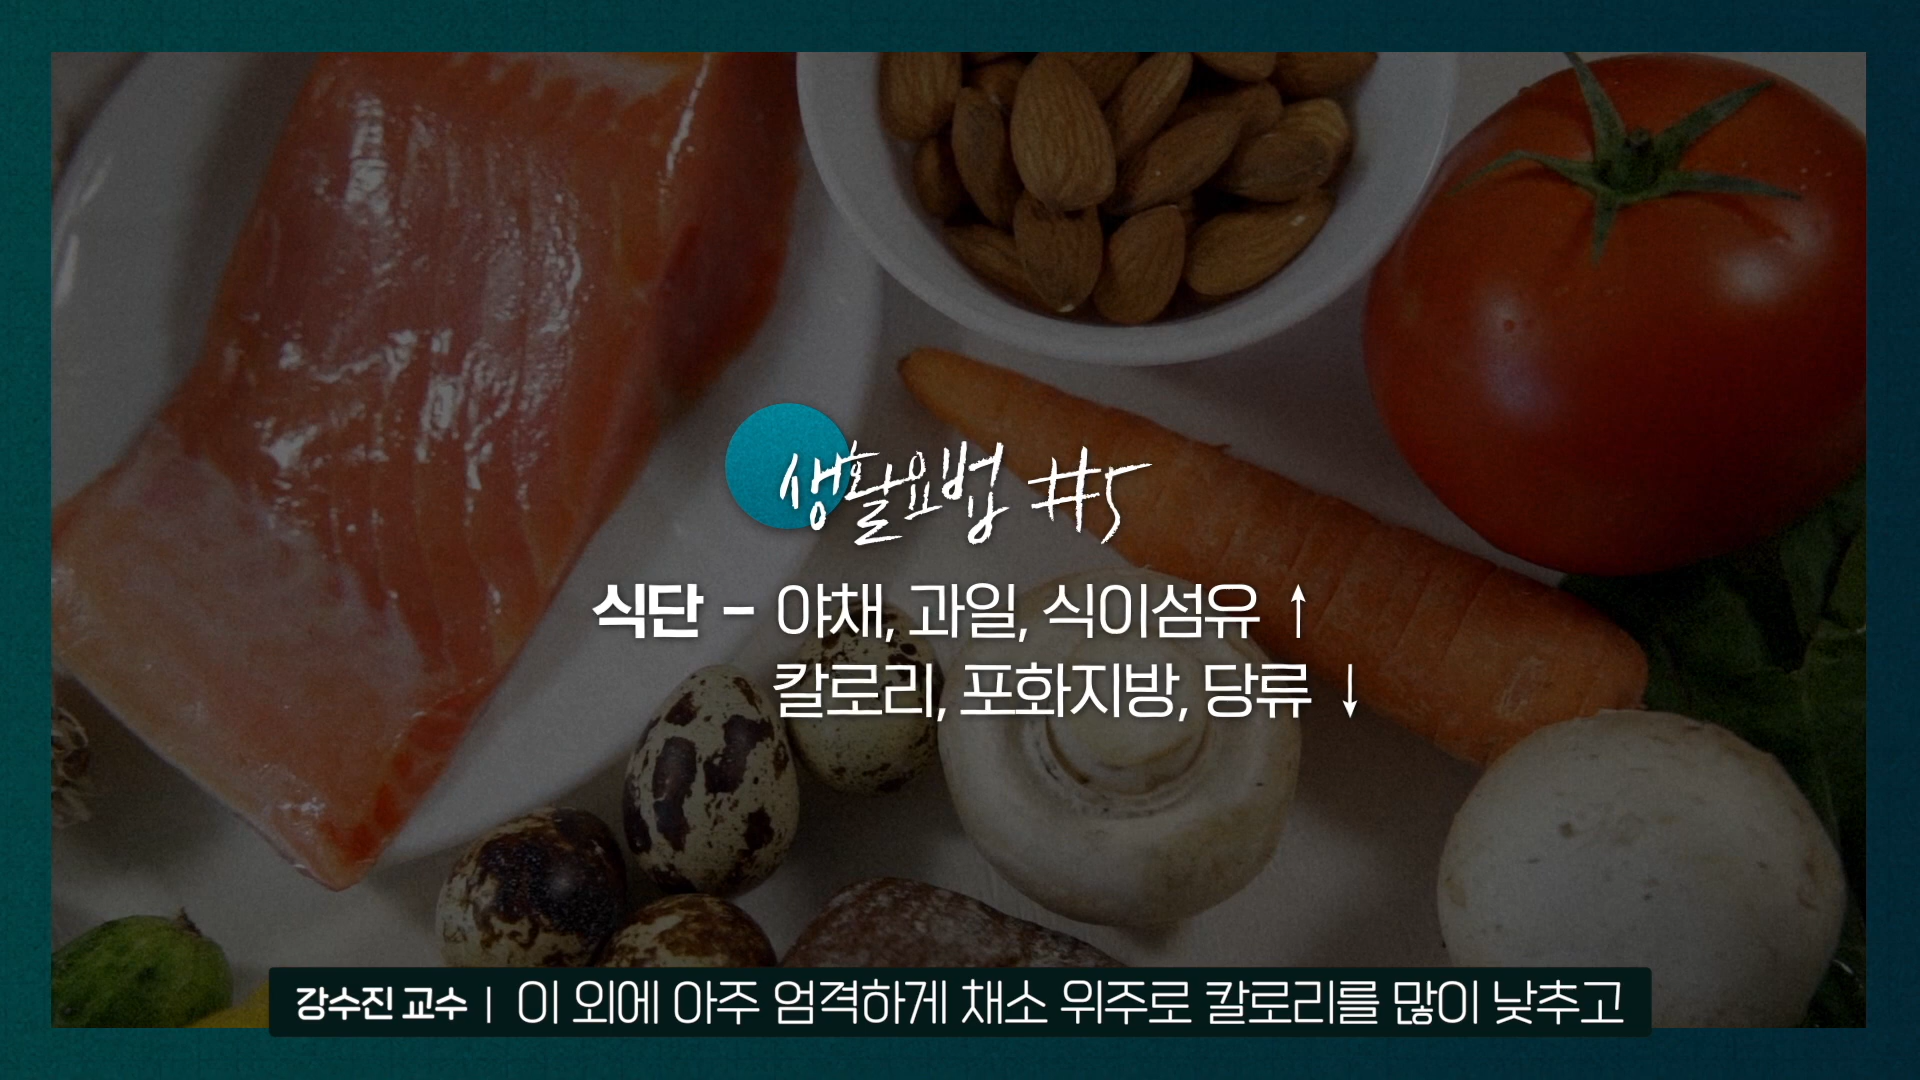 생활요법 #5
식단 - 야채, 과일, 식이섬유 ↑
칼로리, 포화지방, 당류 ↓
강수진 교수 | 이 외에 아주 엄격하게 채소 위주로 칼로리를 많이 낮추고